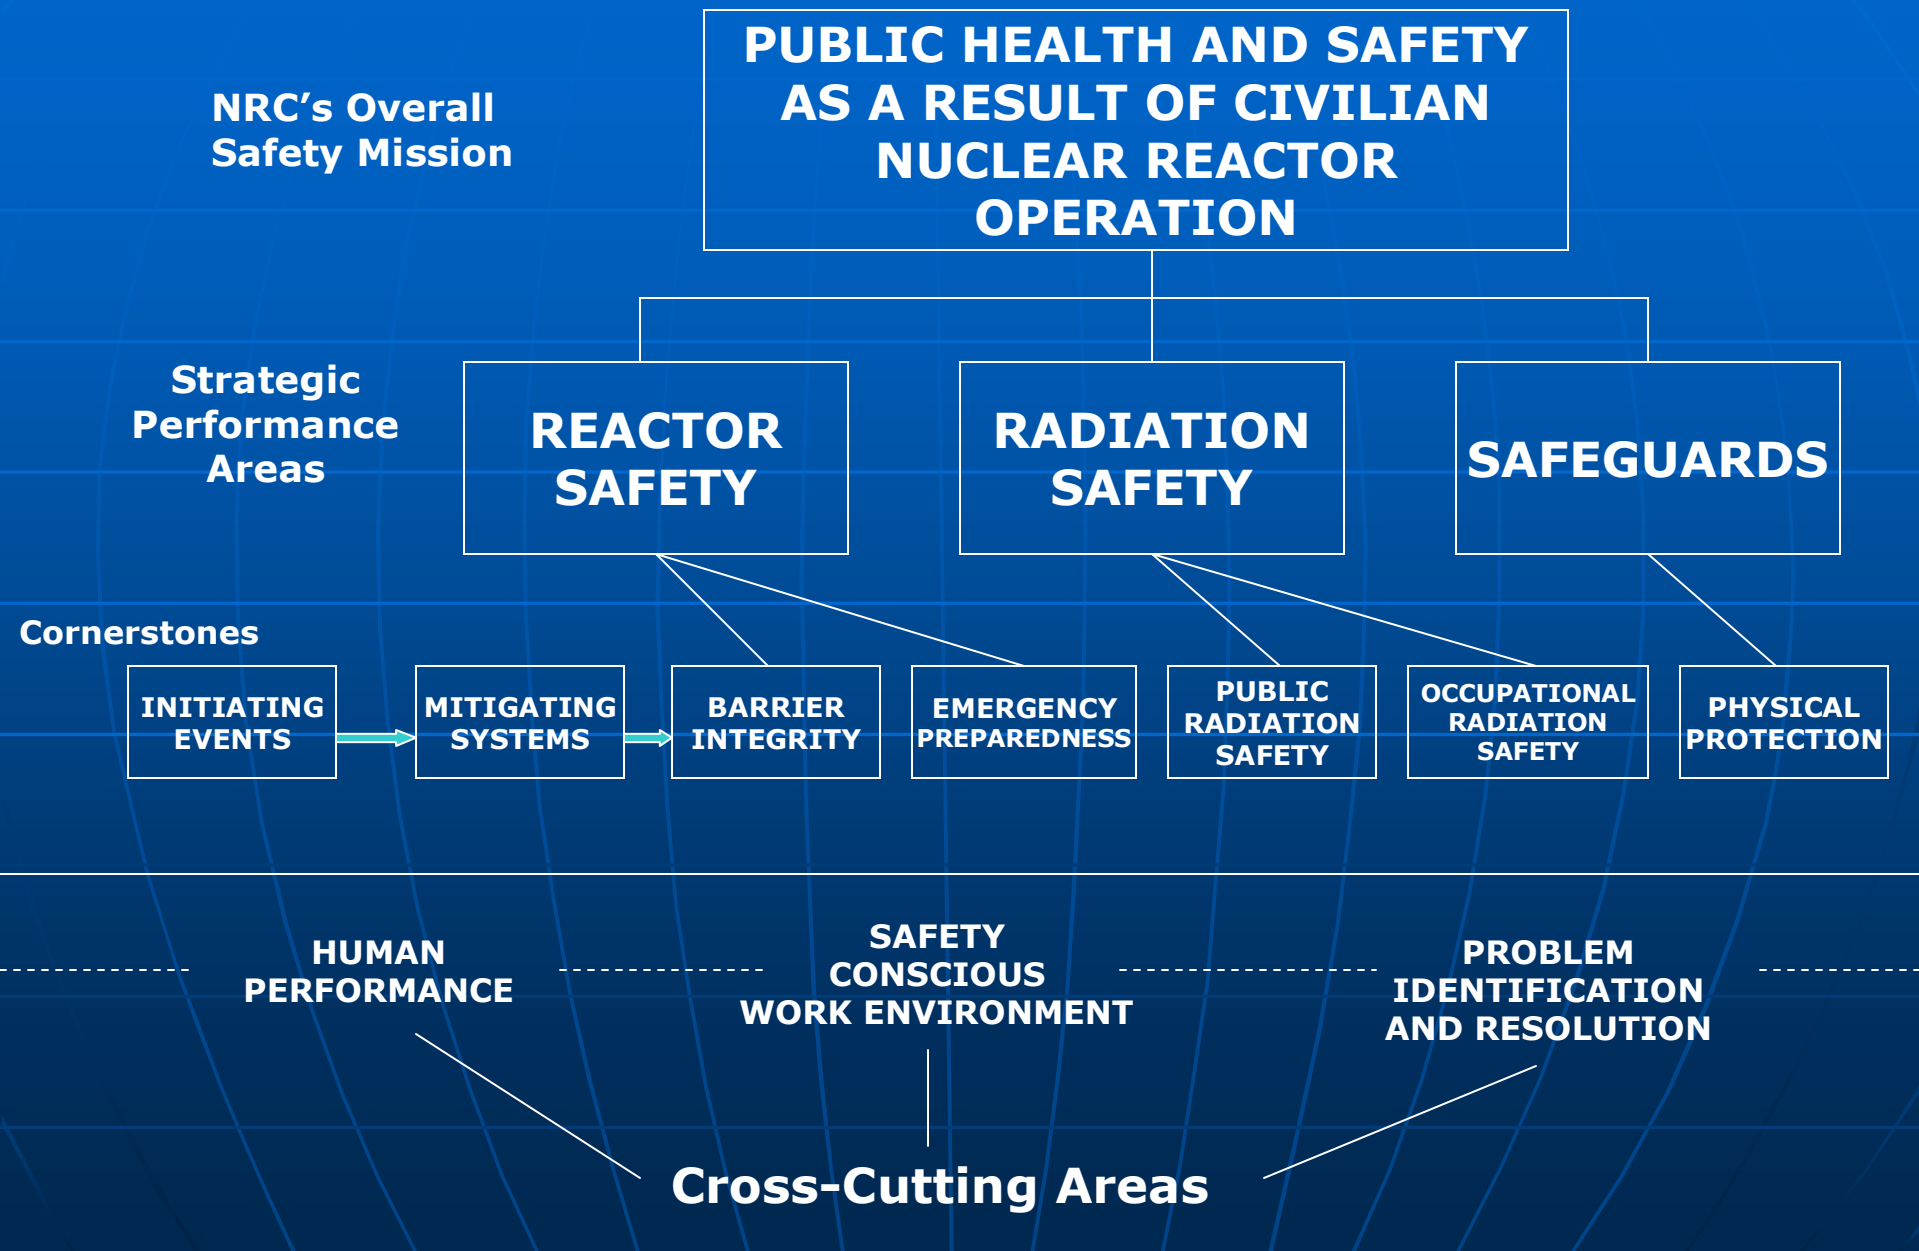 PUBLIC HEALTH AND SAFETY
AS A RESULT OF CIVILIAN
NUCLEAR REACTOR
OPERATION
NRC’s Overall
Safety Mission
Strategic
Performance
Areas
REACTOR
SAFETY
RADIATION
SAFETY
SAFEGUARDS
Cornerstones
INITIATING
EVENTS
MITIGATING
SYSTEMS
BARRIER
INTEGRITY
EMERGENCY
PREPAREDNESS
PUBLIC
RADIATION
SAFETY
OCCUPATIONAL
RADIATION
SAFETY
PHYSICAL
PROTECTION
HUMAN
PERFORMANCE
SAFETY
CONSCIOUS
WORK ENVIRONMENT
PROBLEM
IDENTIFICATION
AND RESOLUTION
Cross–Cutting Areas